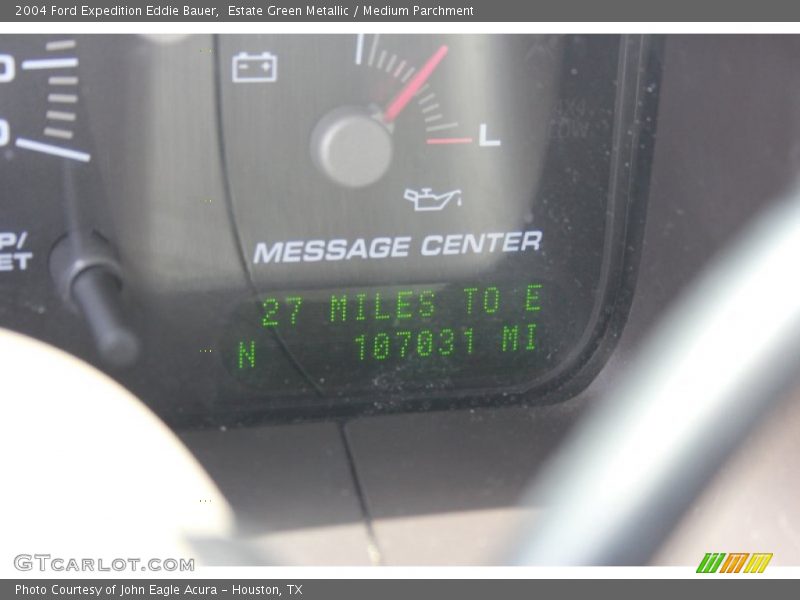 2004 Ford Expedition Eddie Bauer,  Estate Green Metallic / Medium Parchment
L
MESSAGE CENTER
27 MILES TO E
N 107031 MI
GTCARLOT.COM
Photo Courtesy of John Eagle Acura - Houston, TX